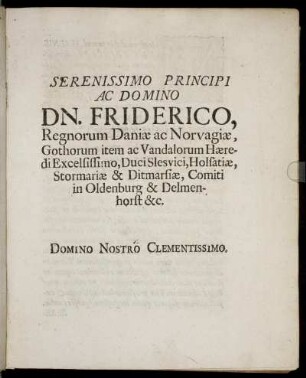 SERENISSIMO PRINCIPI
AC DOMINO
DN. FRIDERICO,
Regnorum Daniæ ac Norvagiæ,
Gothorum item ac Vandalorum Hære-
di Excelsissimo, Duci Slesvici, Holsatiæ,
Stormariæ & Ditmarsiæ, Comiti
in Oldenburg & Delmen-
horst &c.
DOMINO NOSTRO CLEMENTISSIMO.